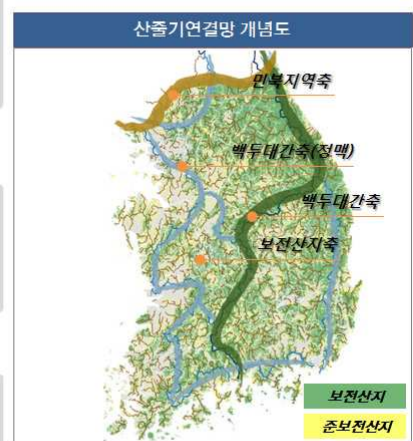 산줄기연결망 개념도
민북지역축
백두대간축(정맥)
백두대간축
보전산지축
보전산지
준보전산지